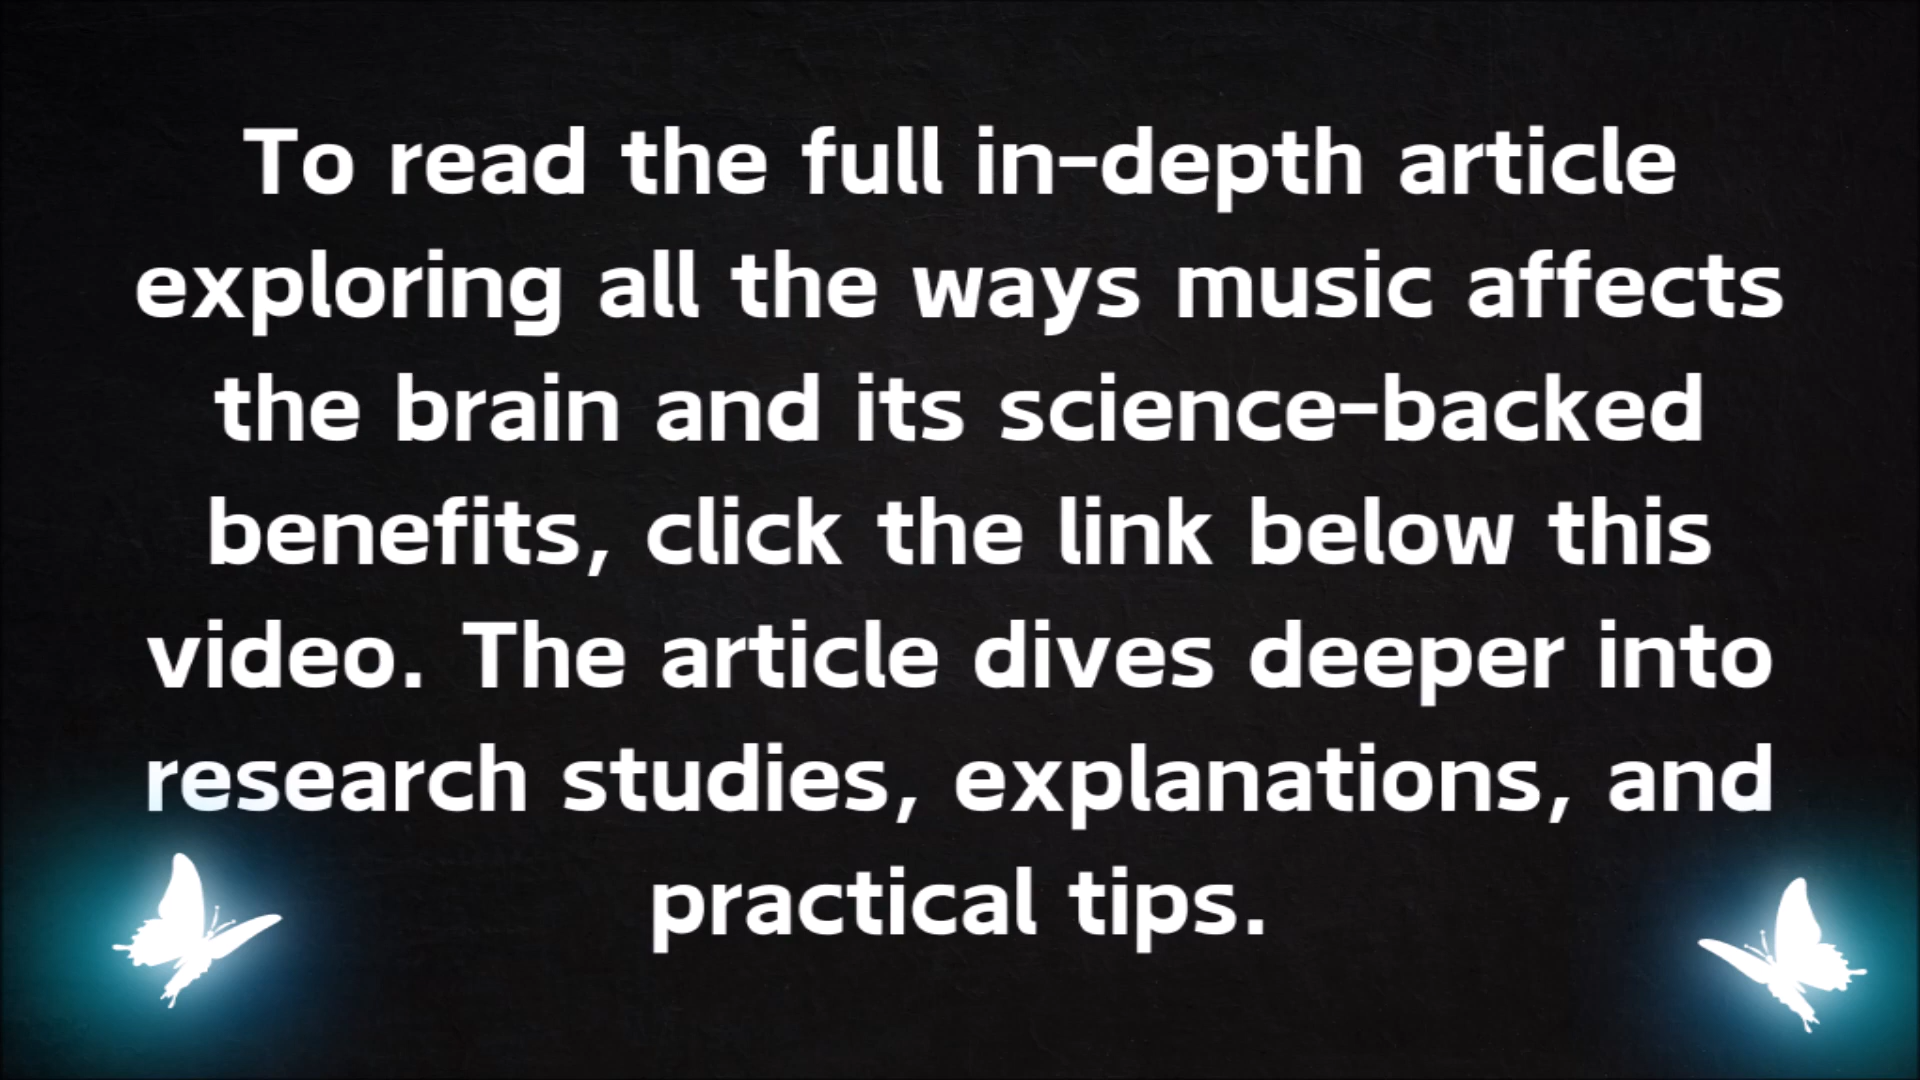 To read the full in-depth article
exploring all the ways music affects
the brain and its science-backed
benefits, click the link below this
video. The article dives deeper into
research studies, explanations, and
practical tips.